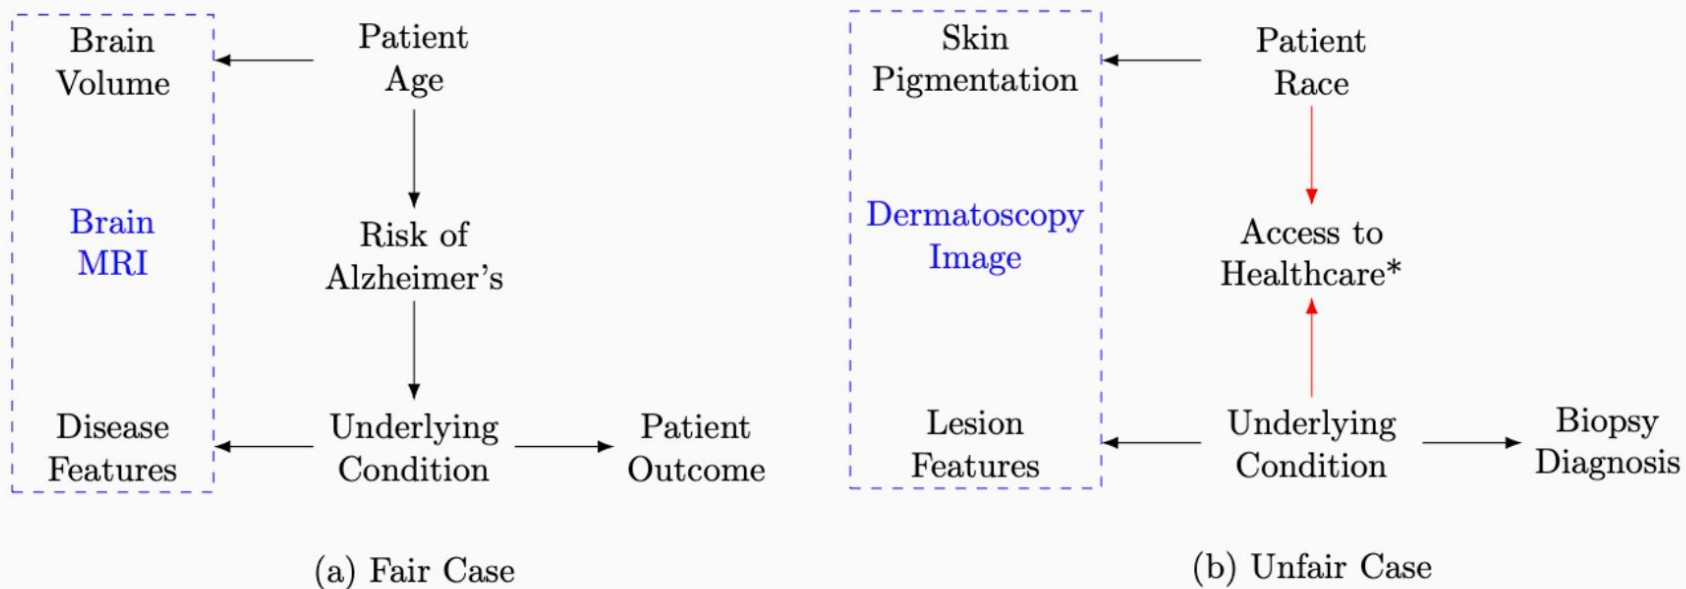 Brain
Volume
Patient
Age
Brain
MRI
Risk of
Alzheimer's
Disease
Features
Underlying
Condition
Patient
Outcome
(a) Fair Case
Skin
Pigmentation
Patient
Race
Dermatoscopy
Image
Access to
Healthcare*
Lesion
Features
Underlying
Condition
Biopsy
Diagnosis
(b) Unfair Case